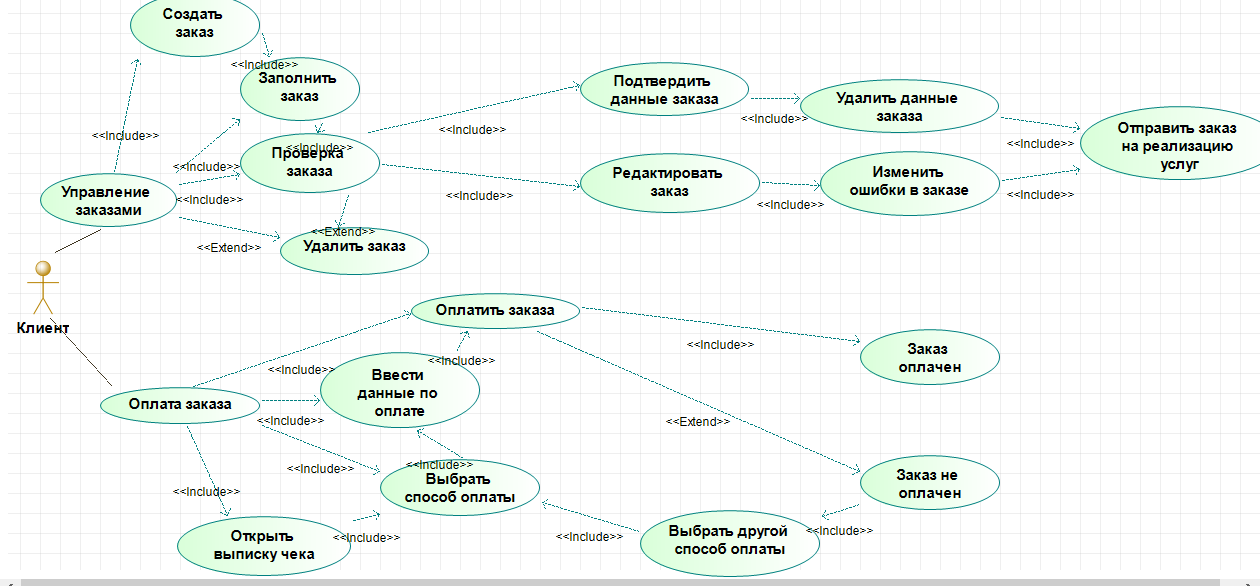 Создать
заказ
<<Include>>
Заполнить
заказ
<<Include>>
<<Include>>
<<Include>>
Проверка
заказа
<<Include>>
Управление
заказами
<<Include>>
<<Extend>>
<<Extend>>
Удалить заказ
Подтвердить
данные заказа
<<Include>>
Удалить данные
заказа
<<Include>>
Отправить заказ
на реализацию
услуг
<<Include>>
Редактировать
заказ
<<Include>>
Изменить
ошибки в заказе
<<Include>>
Клиент
Оплатить заказа
<<Include>>
Заказ
оплачен
<<Include>>
<<Include>>
Ввести
данные по
оплате
Оплата заказа
<<Include>>
<<Extend>>
<<Include>>
<<Include>>
Выбрать
способ оплаты
Заказ не
оплачен
<<Include>>
Открыть
выписку чека
<<Include>>
<<Include>>
Выбрать другой
способ оплаты
<<Include>>